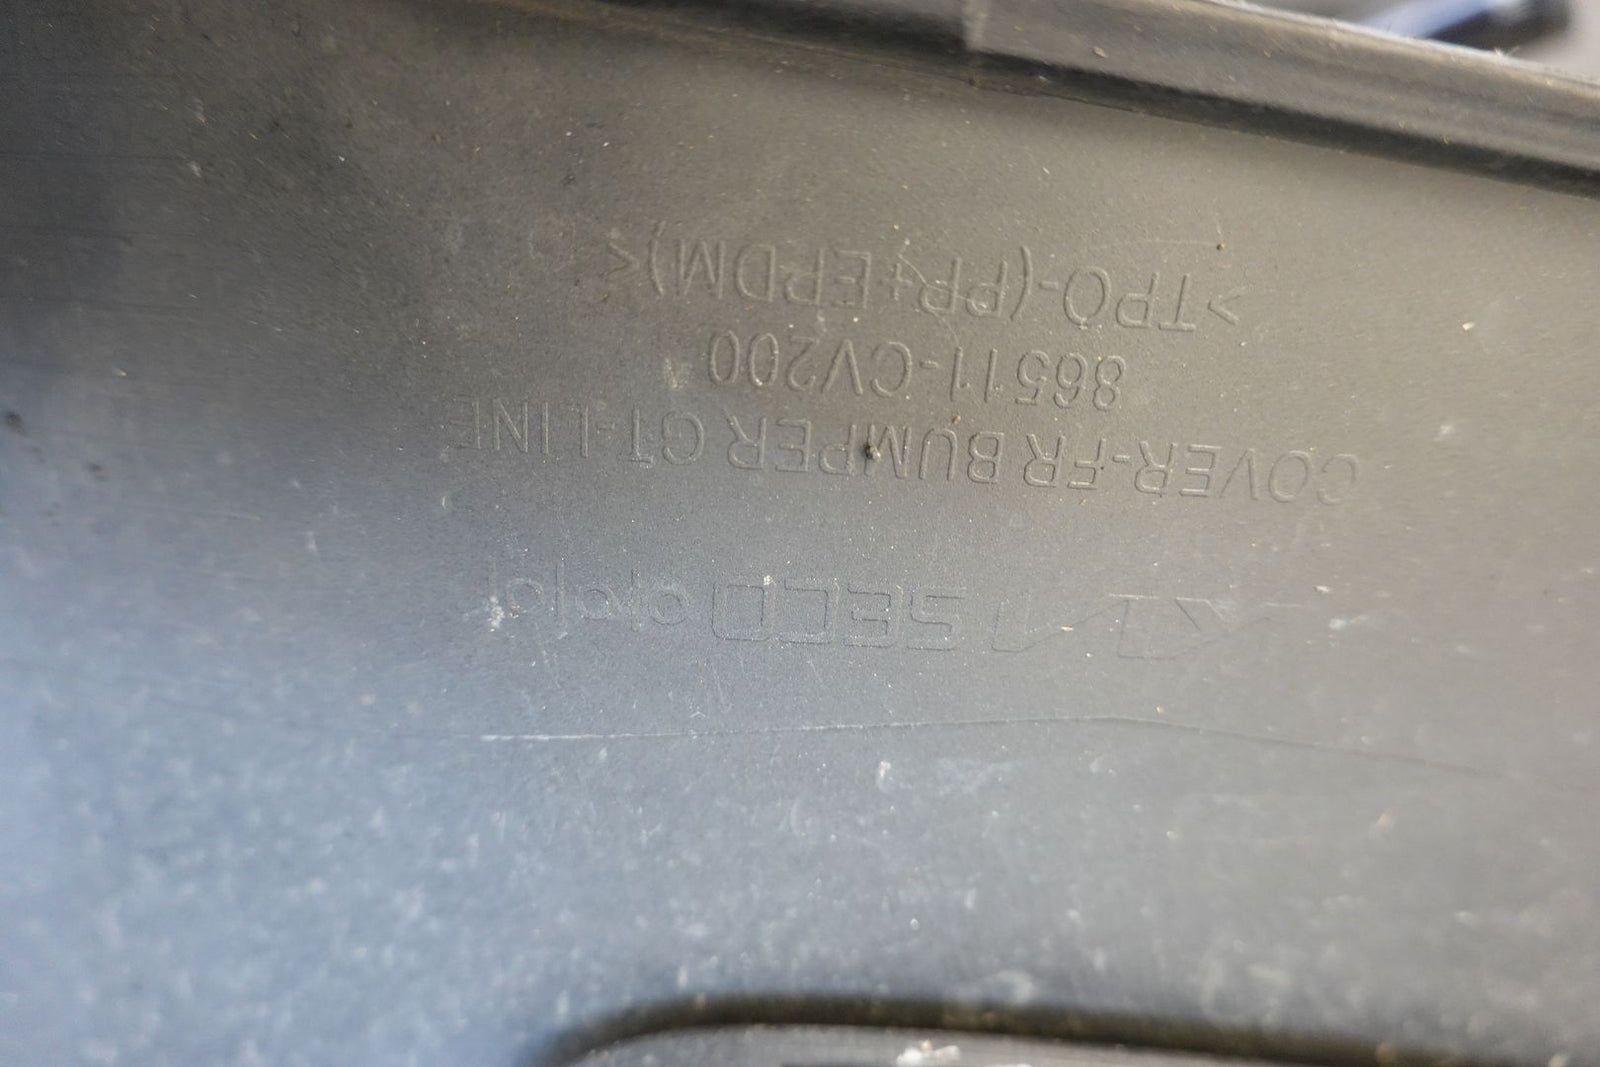 KIA SECO
COVER-FR BUMPER GT-LINE
86511-CV200
>TPO-(PP+EPDM)<